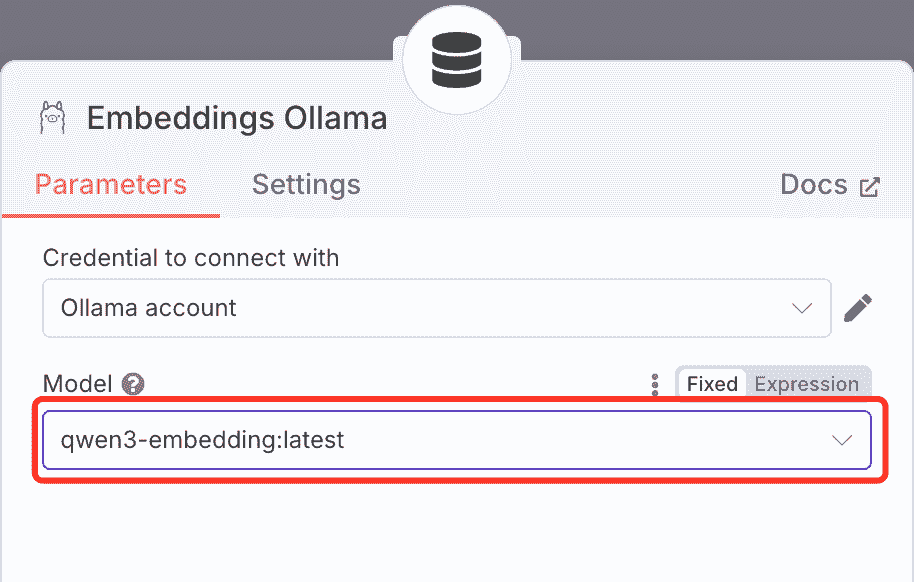 Embeddings Ollama
Parameters Settings Docs
Credential to connect with
Ollama account
Model Fixed Expression
qwen3-embedding:latest